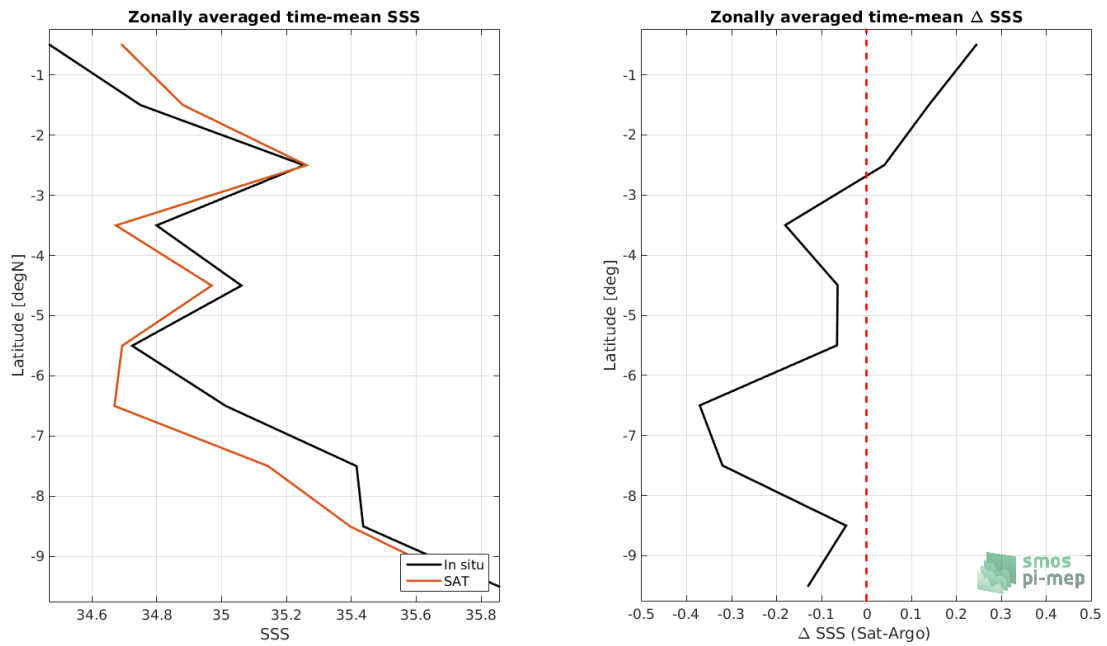 Zonally averaged time-mean SSS
-1
-2
-3
-4
-5
-6
-7
-8
-9
Latitude [degN]
34.6 34.8 35 35.2 35.4 35.6 35.8
SSS
In situ
SAT
Zonally averaged time-mean Δ SSS
-1
-2
-3
-4
-5
-6
-7
-8
-9
Latitude [deg]
-0.5 -0.4 -0.3 -0.2 -0.1 0 0.1 0.2 0.3 0.4 0.5
Δ SSS (Sat-Argo)
smos
pi-mep